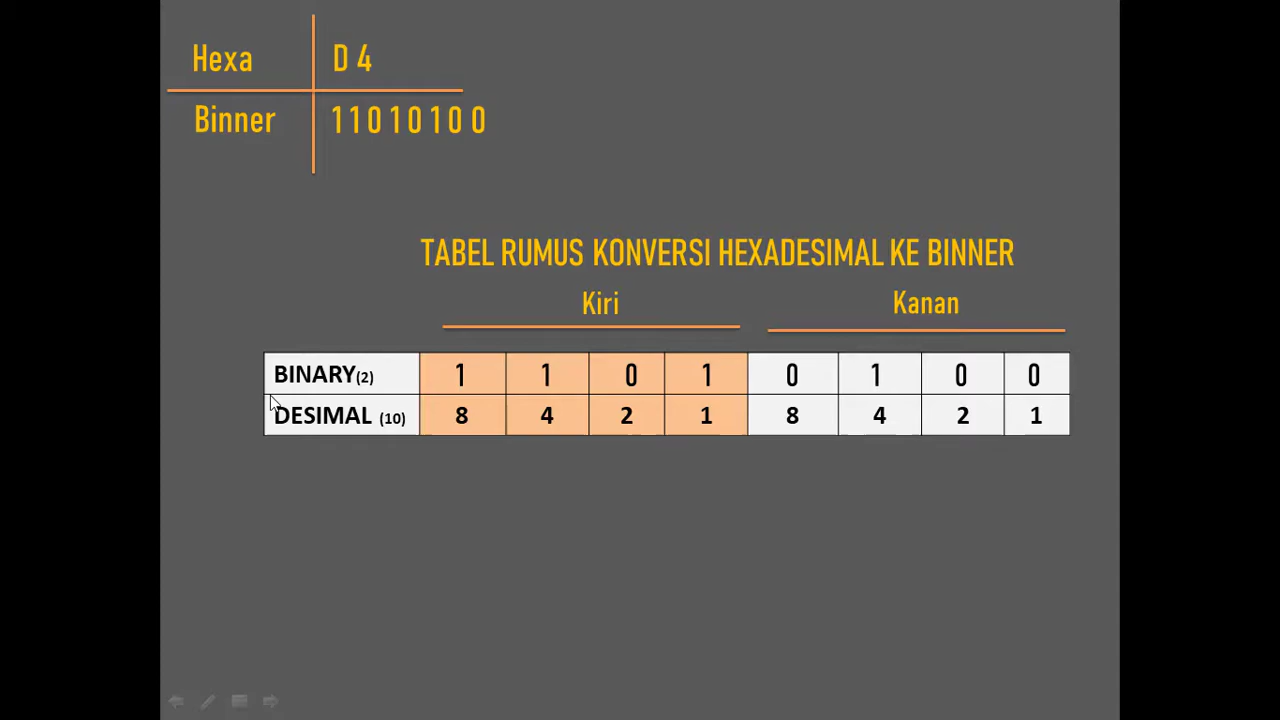 Hexa D 4
Binner 1 1 0 1 0 1 0 0
TABEL RUMUS KONVERSI HEXADESIMAL KE BINNER
Kiri Kanan
BINARY(2) 1 1 0 1 0 1 0 0
DESIMAL (10) 8 4 2 1 8 4 2 1